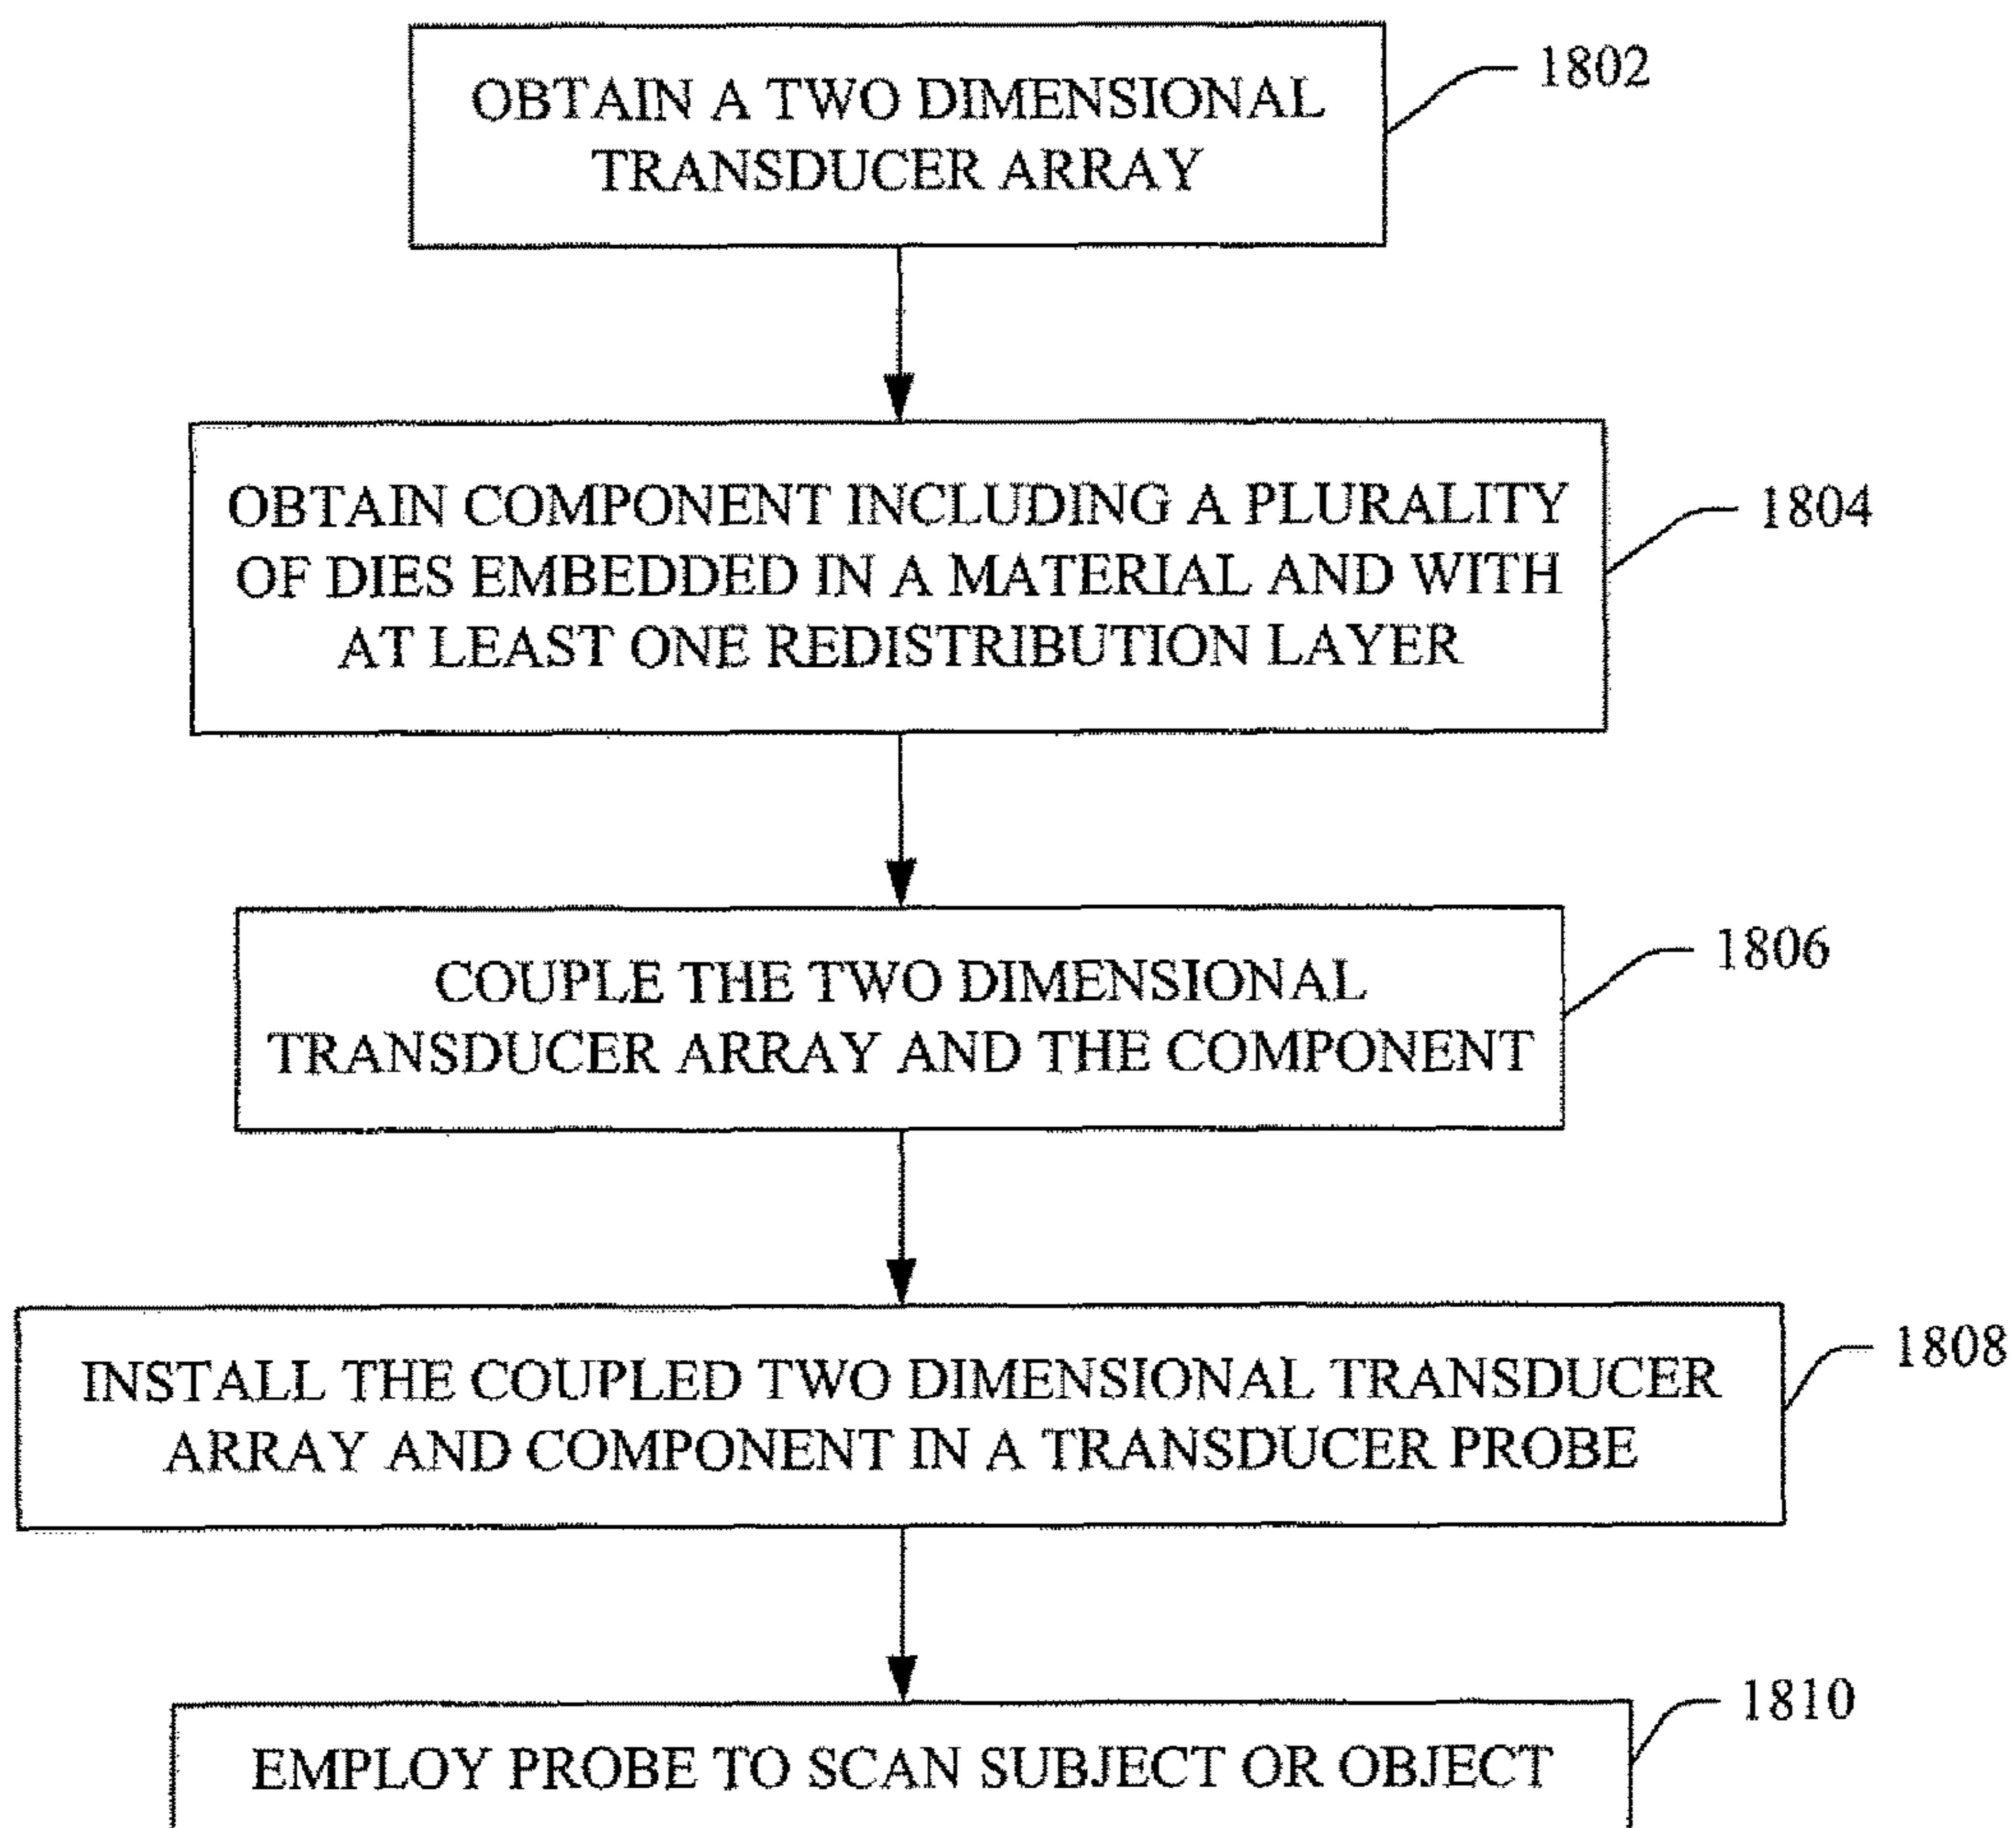 OBTAIN A TWO DIMENSIONAL
TRANSDUCER ARRAY
1802
OBTAIN COMPONENT INCLUDING A PLURALITY
OF DIES EMBEDDED IN A MATERIAL AND WITH
AT LEAST ONE REDISTRIBUTION LAYER
1804
COUPLE THE TWO DIMENSIONAL
TRANSDUCER ARRAY AND THE COMPONENT
1806
INSTALL THE COUPLED TWO DIMENSIONAL TRANSDUCER
ARRAY AND COMPONENT IN A TRANSDUCER PROBE
1808
EMPLOY PROBE TO SCAN SUBJECT OR OBJECT
1810